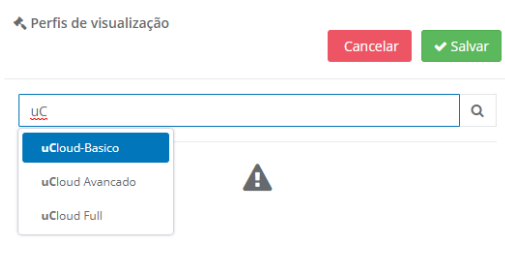 Perfis de visualização
Cancelar
Salvar
uC
uCloud-Basico
uCloud Avancado
uCloud Full